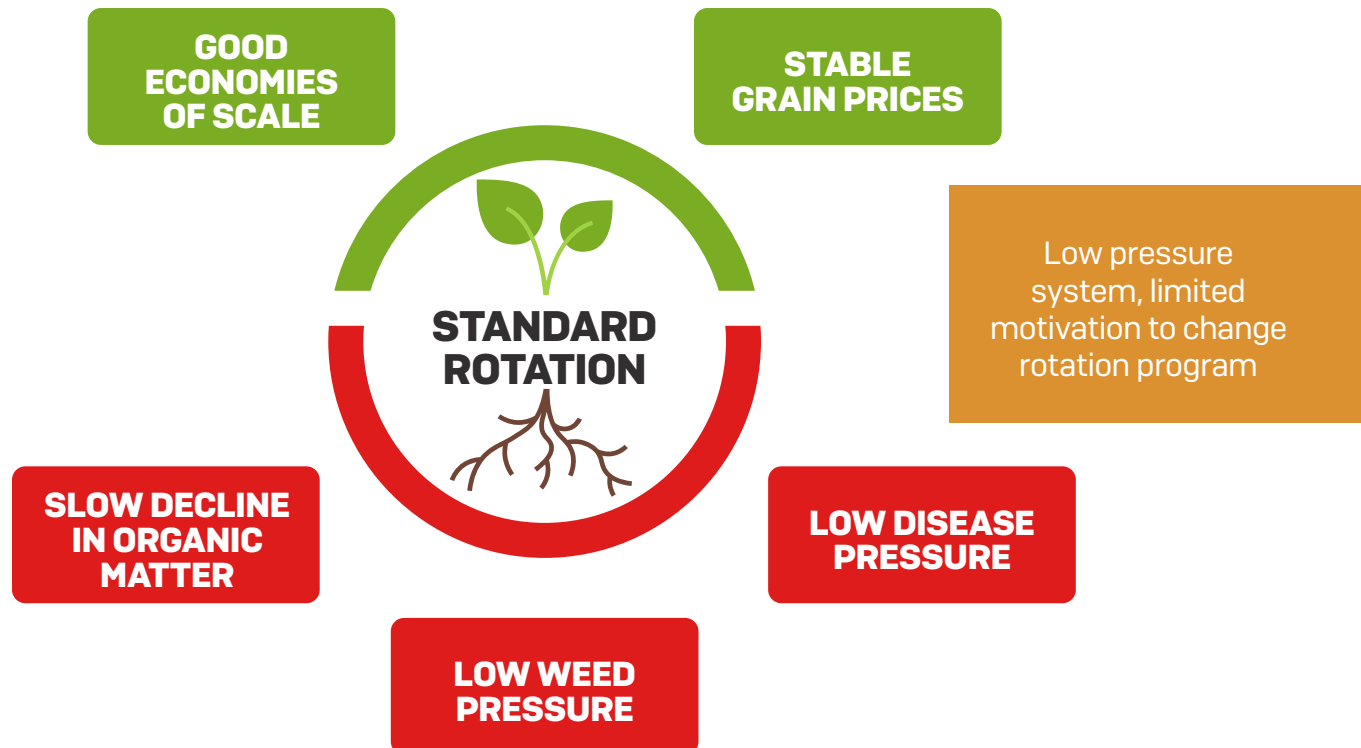 GOOD
ECONOMIES
OF SCALE
STABLE
GRAIN PRICES
Low pressure
system, limited
motivation to change
rotation program
STANDARD
ROTATION
SLOW DECLINE
IN ORGANIC
MATTER
LOW DISEASE
PRESSURE
LOW WEED
PRESSURE